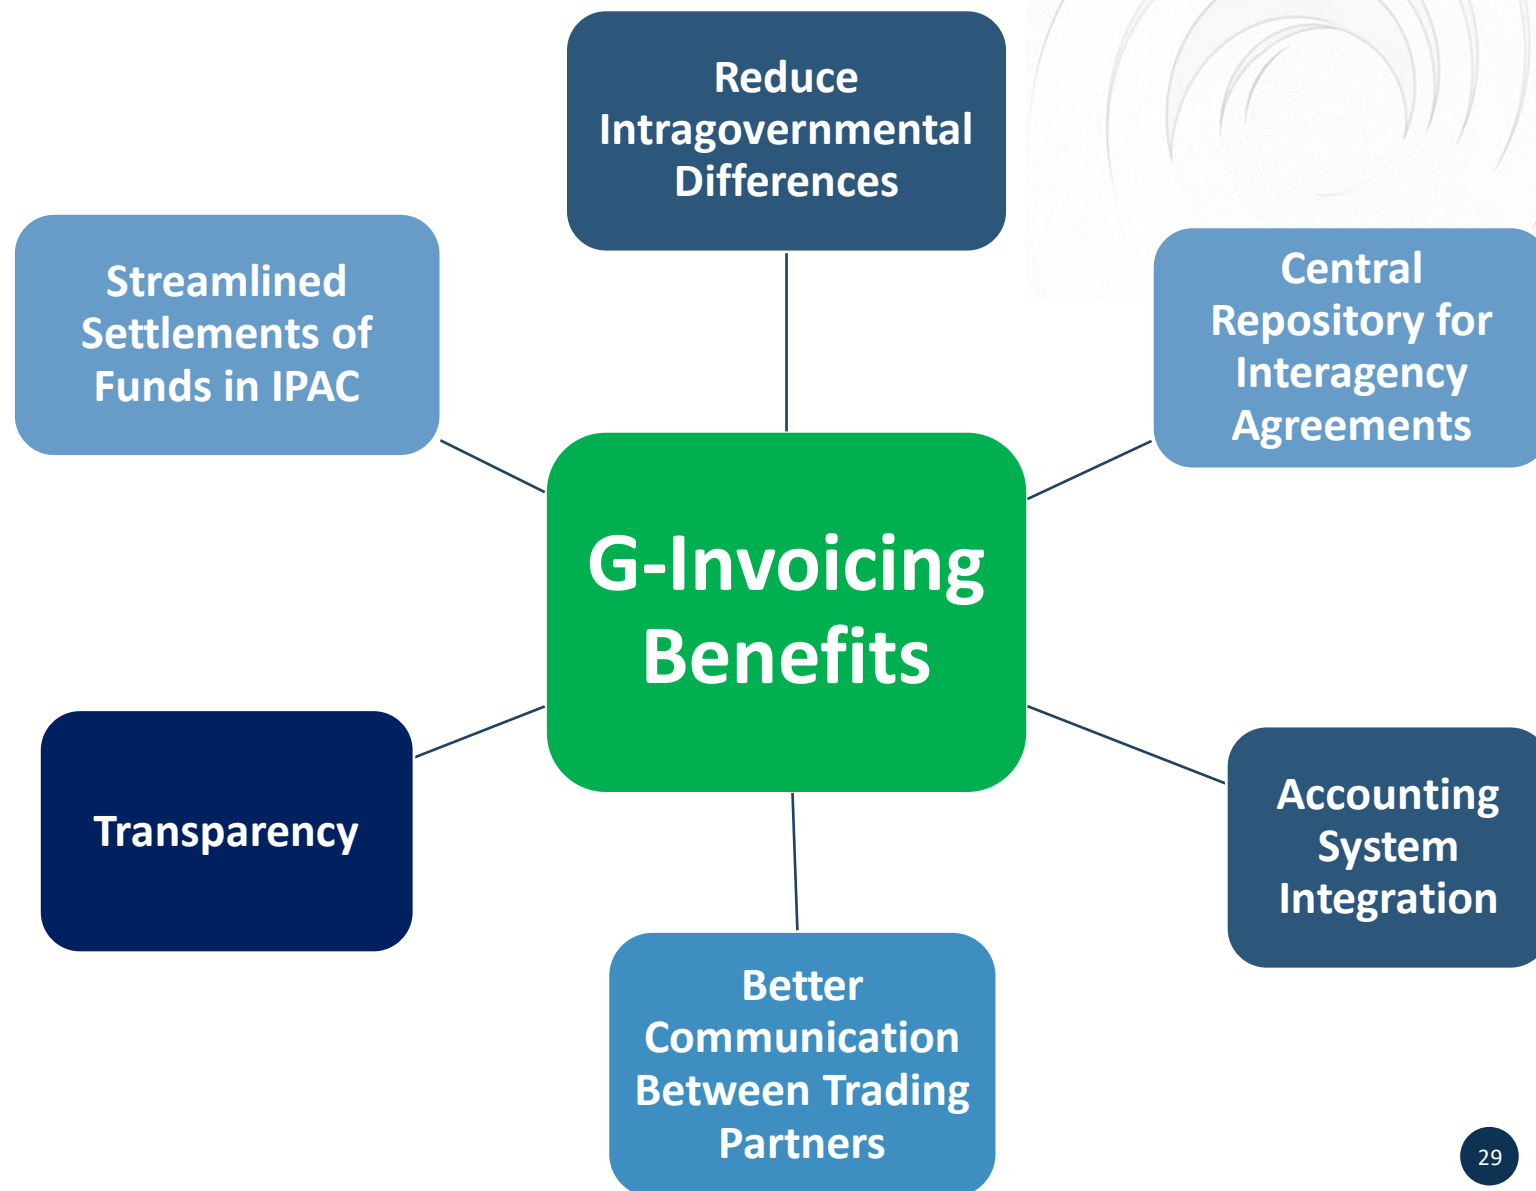 Reduce
Intragovernmental
Differences
Streamlined
Settlements of
Funds in IPAC
Central
Repository for
Interagency
Agreements
G-Invoicing
Benefits
Transparency
Accounting
System
Integration
Better
Communication
Between Trading
Partners
29